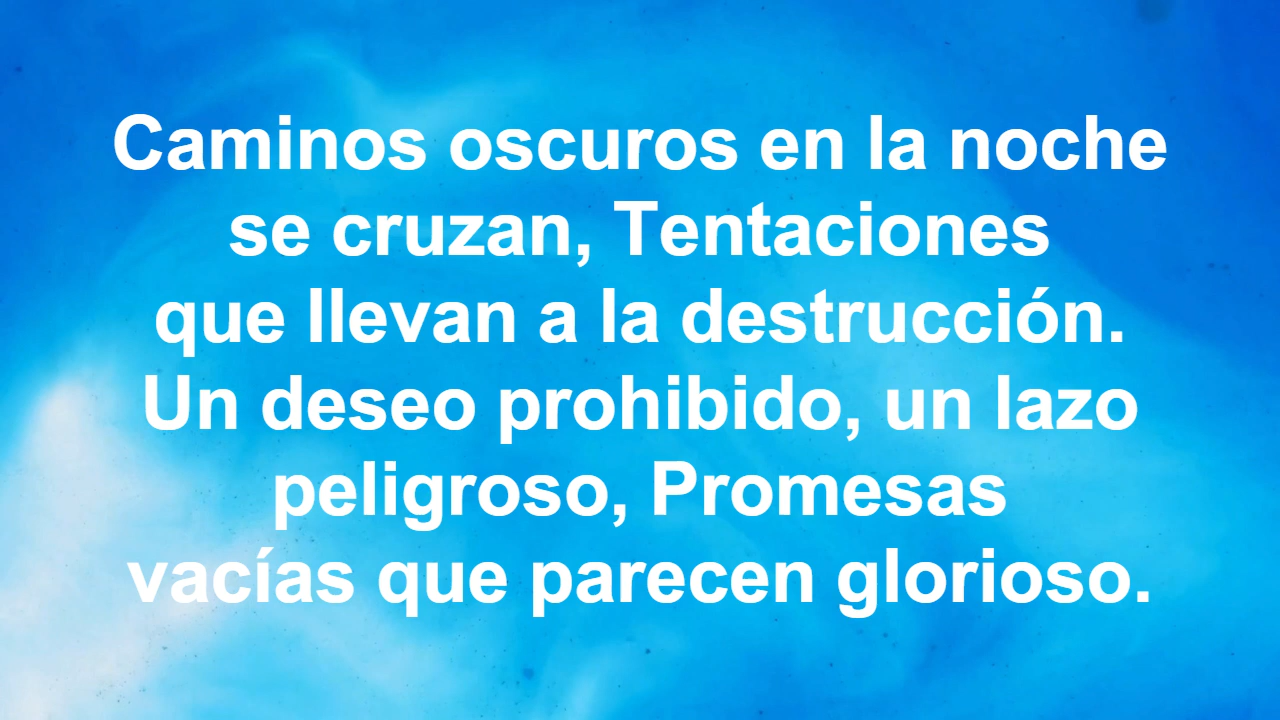 Caminos oscuros en la noche
se cruzan, Tentaciones
que llevan a la destrucción.
Un deseo prohibido, un lazo
peligroso, Promesas
vacías que parecen glorioso.